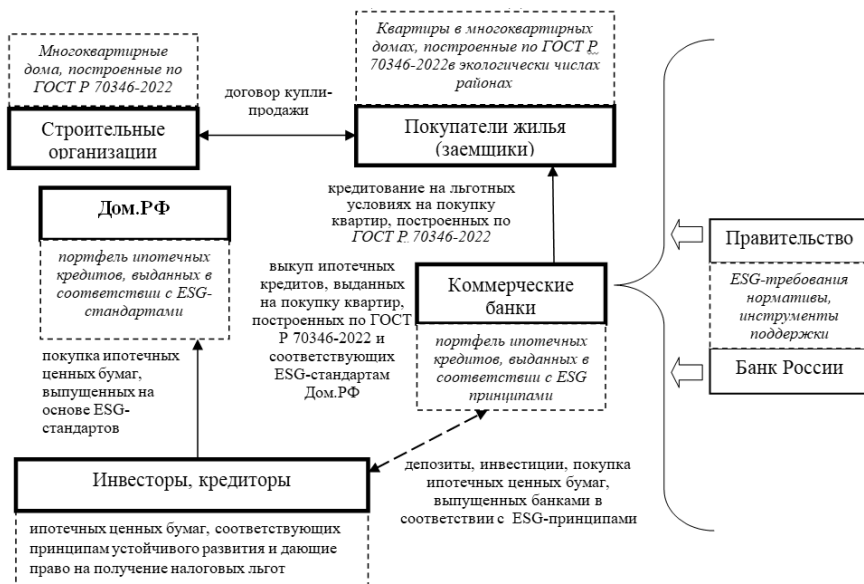 Многоквартирные
дома, построенные по
ГОСТ Р 70346-2022
Строительные
организации
договор купли-
продажи
Квартиры в многожилых
домах, построенные по ГОСТ Р
70346-2022в экологически числах
районах
Покупатели жилья
(заемщики)
Дом.РФ
портфель ипотечных
кредитов, выданных в
соответствии с ESG-
стандартами
кредитование на льготных
условиях на покупку
квартир, построенных по
ГОСТ Р 70346-2022
выкуп ипотечных
кредитов, выданных
на покупку квартир,
построенных по ГОСТ
Р 70346-2022 и
соответствующих
ESG-стандартам
Дом.РФ
Коммерческие
банки
портфель ипотечных
кредитов, выданных в
соответствии с ESG
принципами
Правительство
ESG-требования
нормативы,
инструменты
поддержки
Банк России
покупка ипотечных
ценных бумаг,
выпущенных на
основе ESG-
стандартов
Инвесторы, кредиторы
ипотечных ценных бумаг, соответствующих
принципам устойчивого развития и дающие
право на получение налоговых льгот
депозиты, инвестиции, покупка
ипотечных ценных бумаг,
выпущенных банками в
соответствии с ESG-принципами